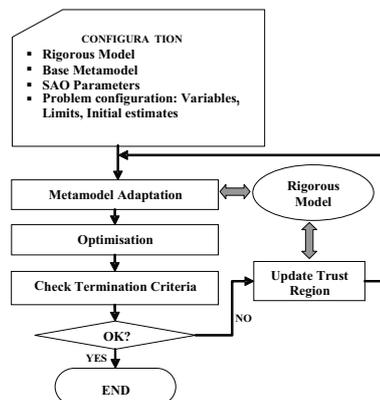 CONFIGURA TION
▪ Rigorous Model
▪ Base Metamodel
▪ SAO Parameters
▪ Problem configuration: Variables,
Limits, Initial estimates
Metamodel Adaptation
Rigorous
Model
Optimisation
Check Termination Criteria
Update Trust
Region
OK?
NO
YES
END